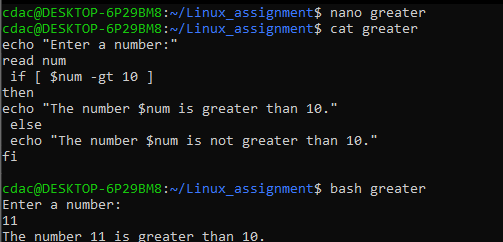 cdac@DESKTOP-6P29BM8:~/Linux_assignment$ nano greater
cdac@DESKTOP-6P29BM8:~/Linux_assignment$ cat greater
echo "Enter a number:"
read num
 if [ $num -gt 10 ]
then
echo "The number $num is greater than 10."
 else
 echo "The number $num is not greater than 10."
fi
cdac@DESKTOP-6P29BM8:~/Linux_assignment$ bash greater
Enter a number:
11
The number 11 is greater than 10.